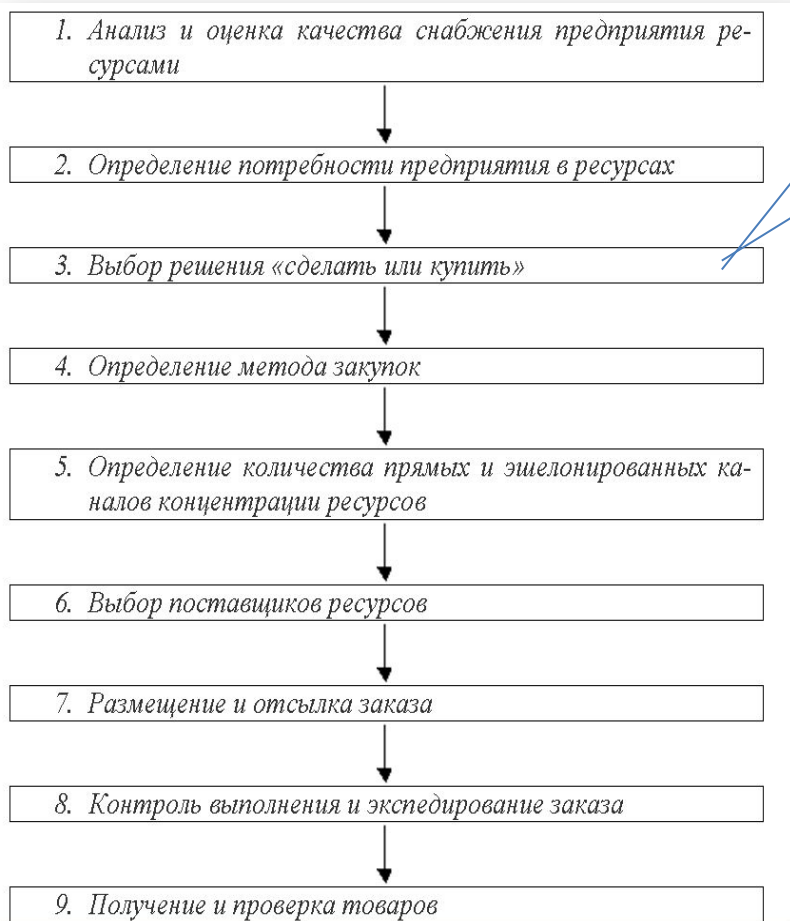 1. Анализ и оценка качества снабжения предприятия ре-
сурсами
2. Определение потребности предприятия в ресурсах
3. Выбор решения «сделать или купить»
4. Определение метода закупок
5. Определение количества прямых и эшелонированных ка-
налов концентрации ресурсов
6. Выбор поставщиков ресурсов
7. Размещение и отсылка заказа
8. Контроль выполнения и экспедирование заказа
9. Получение и проверка товаров